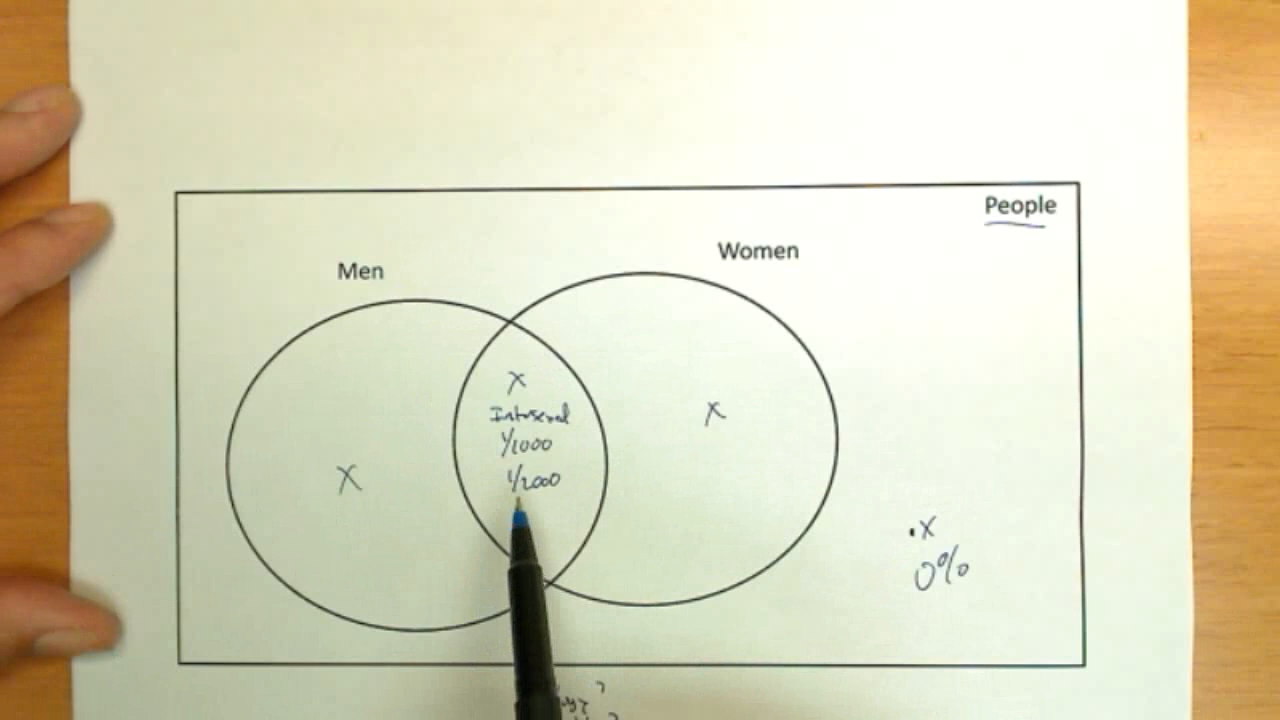 People
Women
Men
X
Intersexed
1/1000
1/2000
X
X
.X
0%